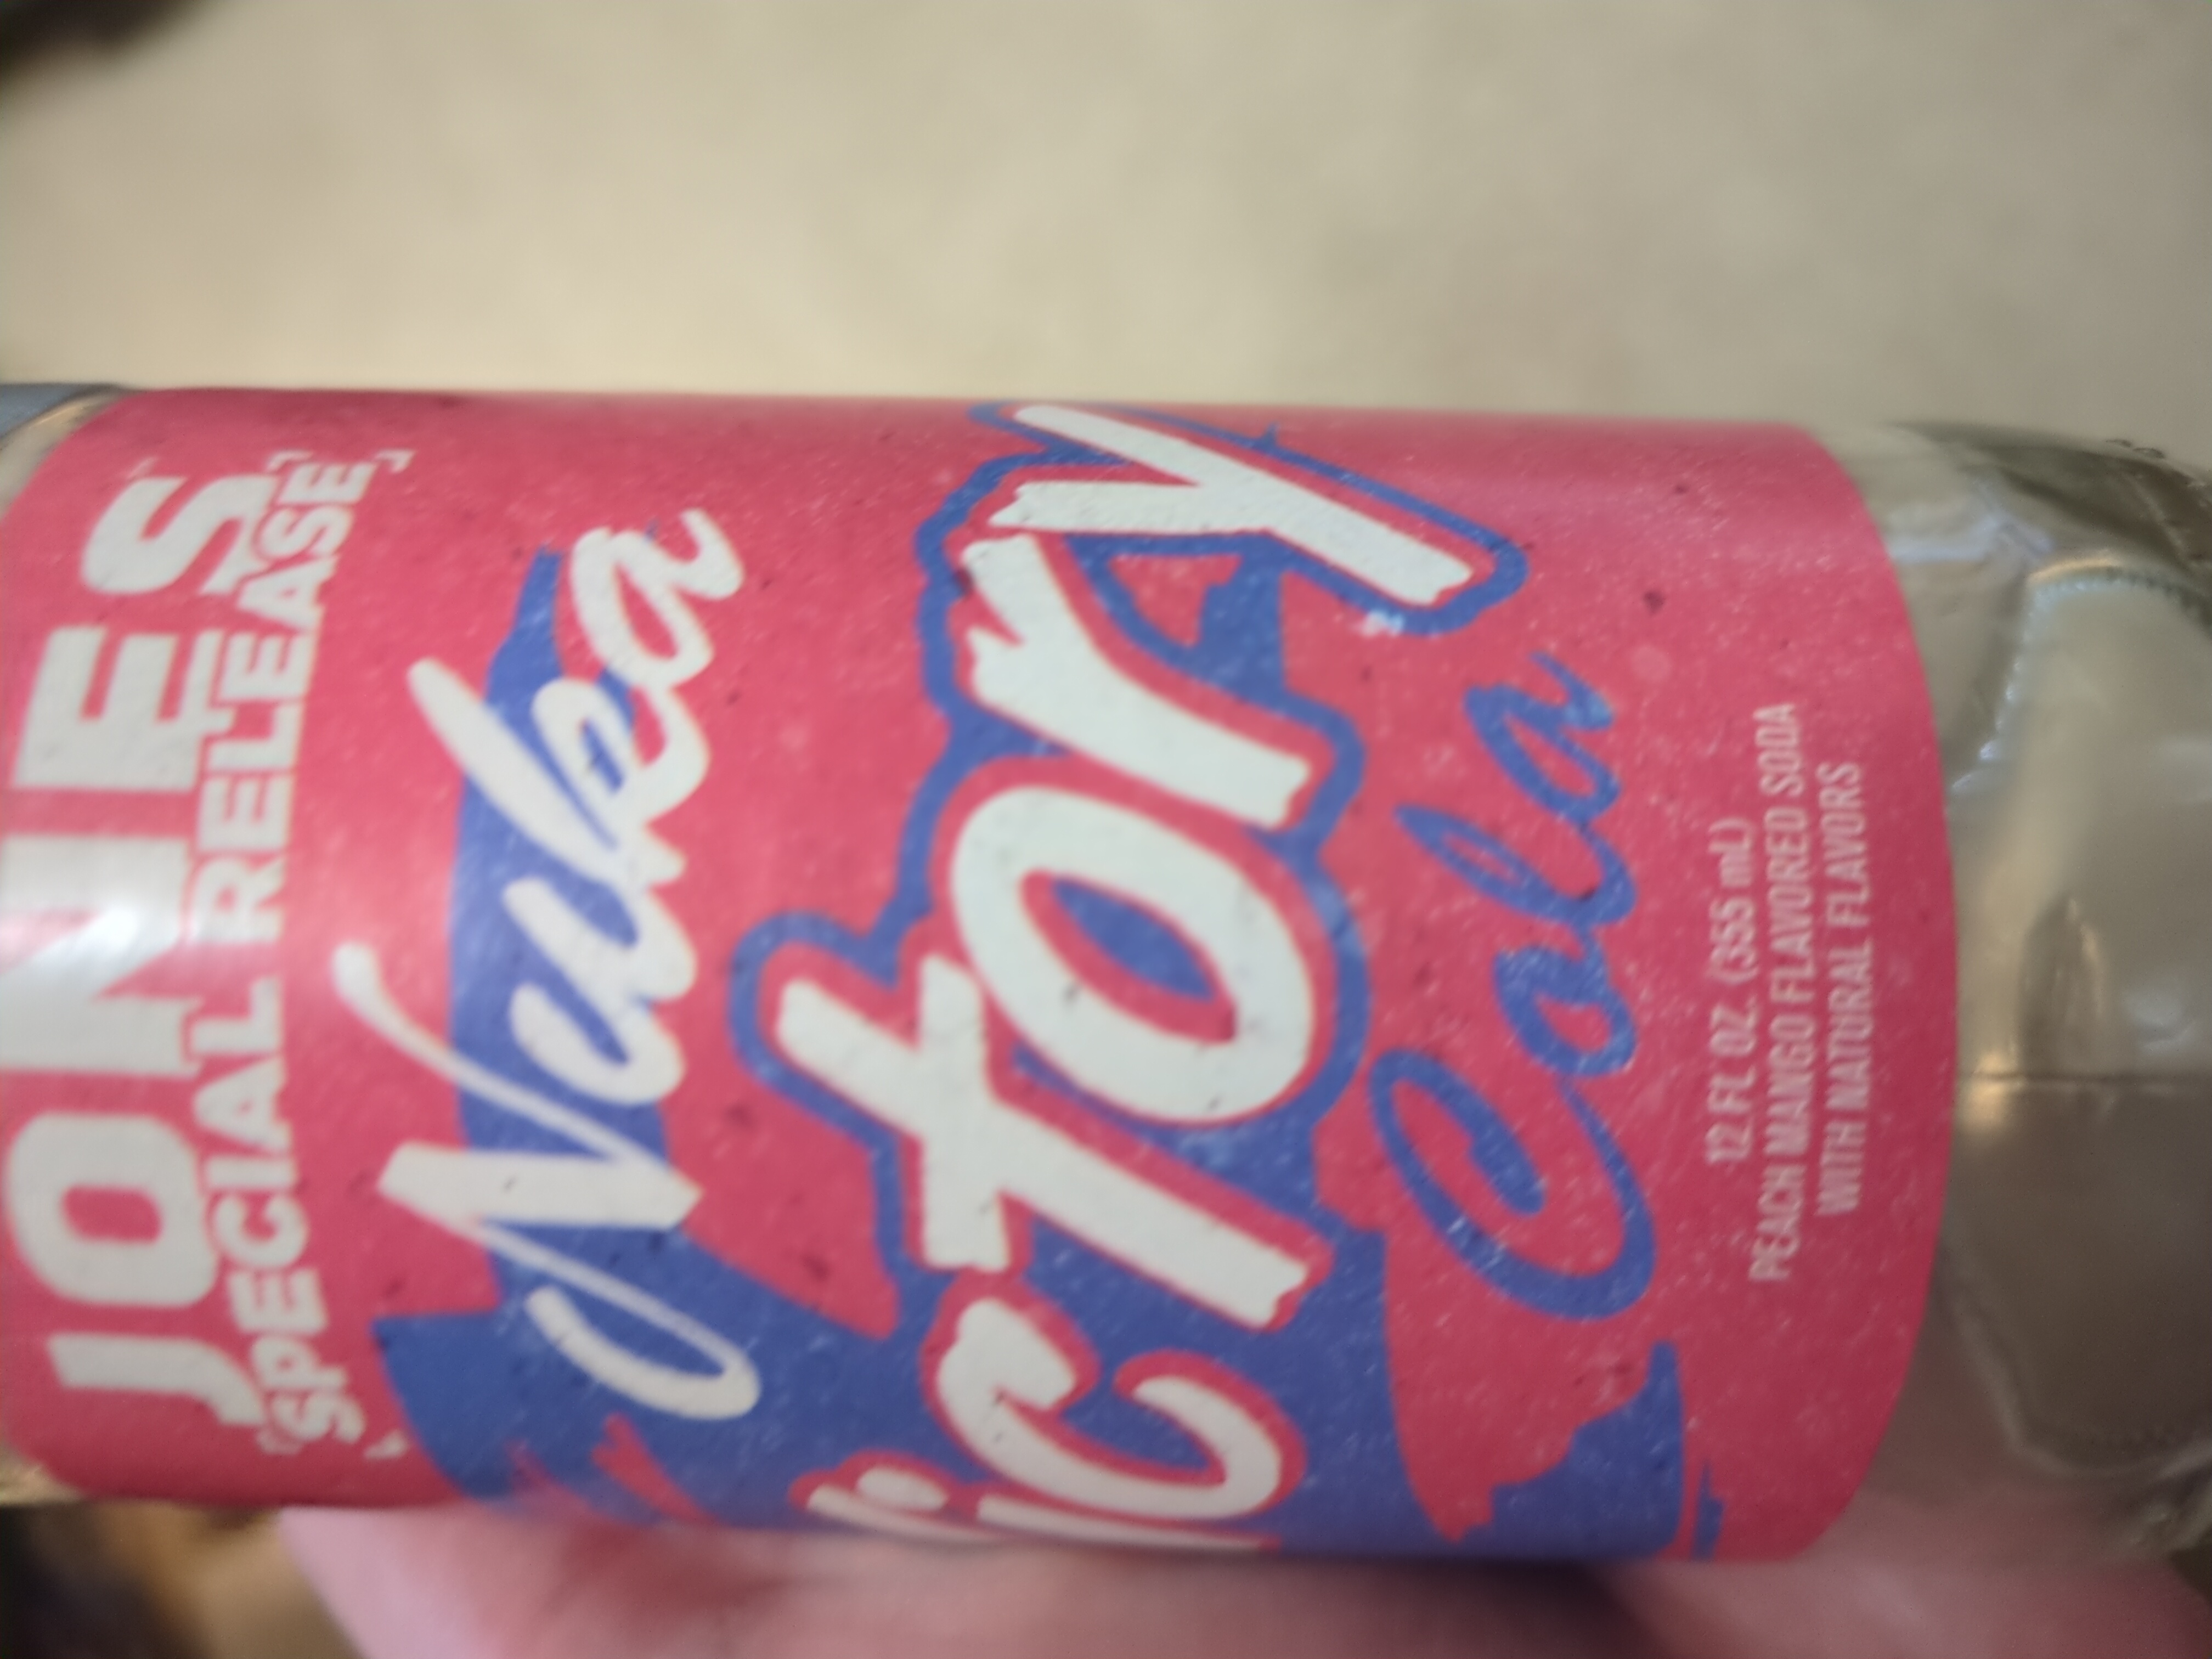 JONES
SPECIAL RELEASE
Nuka
Victory
Cola
12 FL OZ. (355 mL)
PEACH MANGO FLAVORED SODA
WITH NATURAL FLAVORS